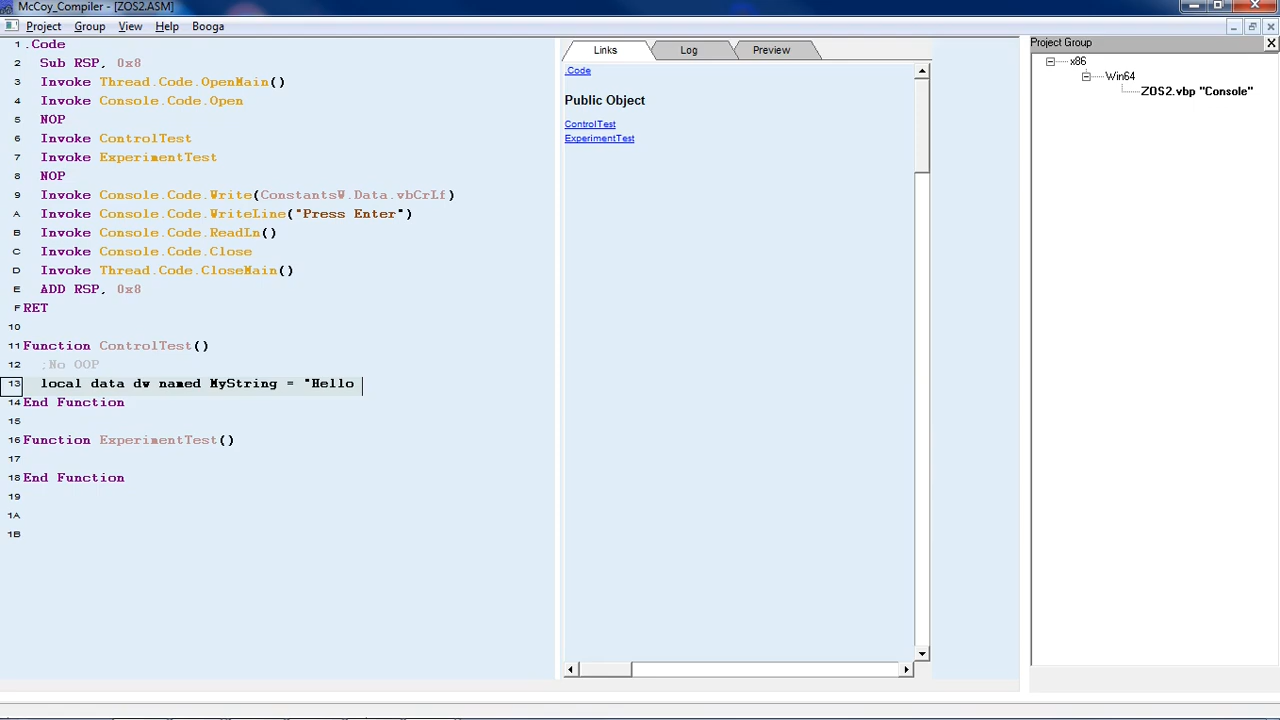 McCoy_Compiler - [ZOS2.ASM]
Project Group View Help Booga
1 .Code
2 Sub RSP, 0x8
3 Invoke Thread.Code.OpenMain()
4 Invoke Console.Code.Open
5 NOP
6 Invoke ControlTest
7 Invoke ExperimentTest
8 NOP
9 Invoke Console.Code.Write(ConstantsW.Data.vbCrLf)
A Invoke Console.Code.WriteLine("Press Enter")
B Invoke Console.Code.ReadLn()
C Invoke Console.Code.Close
D Invoke Thread.Code.CloseMain()
E ADD RSP, 0x8
F RET
10
11 Function ControlTest()
12 ;No OOP
13 local data dw named MyString = "Hello
14 End Function
15
16 Function ExperimentTest()
17
18 End Function
19
1A
1B
Links Log Preview
.Code
Public Object
ControlTest
ExperimentTest
Project Group
x86
Win64
ZOS2.vbp "Console"